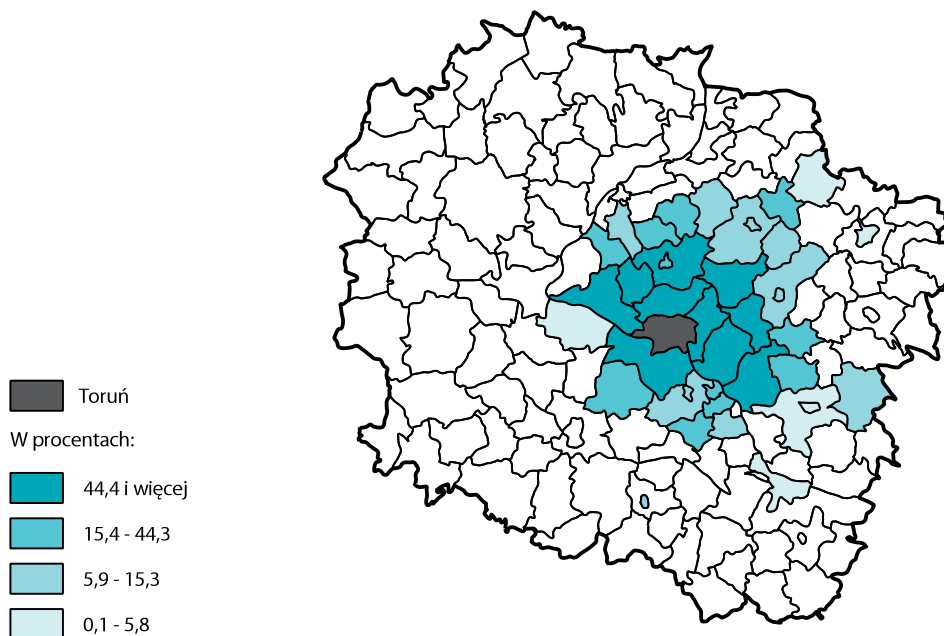 Toruń
W procentach:
44,4 i więcej
15,4 - 44,3
5,9 - 15,3
0,1 - 5,8